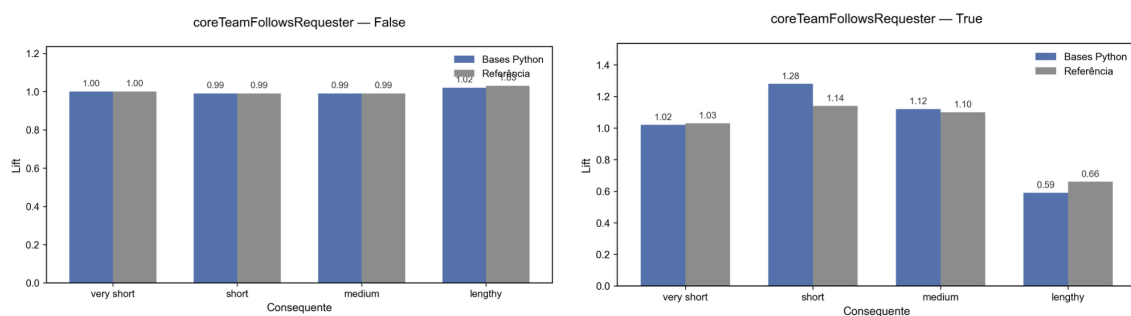 coreTeamFollowsRequester — False
1.2
1.0
0.8
0.6
0.4
0.2
0.0
Lift
Bases Python
Referência
1.00
1.00
0.99
0.99
0.99
0.99
1.02
1.03
very short
short
medium
lengthy
Consequente
coreTeamFollowsRequester — True
1.4
1.2
1.0
0.8
0.6
0.4
0.2
0.0
Lift
Bases Python
Referência
1.02
1.03
1.28
1.14
1.12
1.10
0.59
0.66
very short
short
medium
lengthy
Consequente